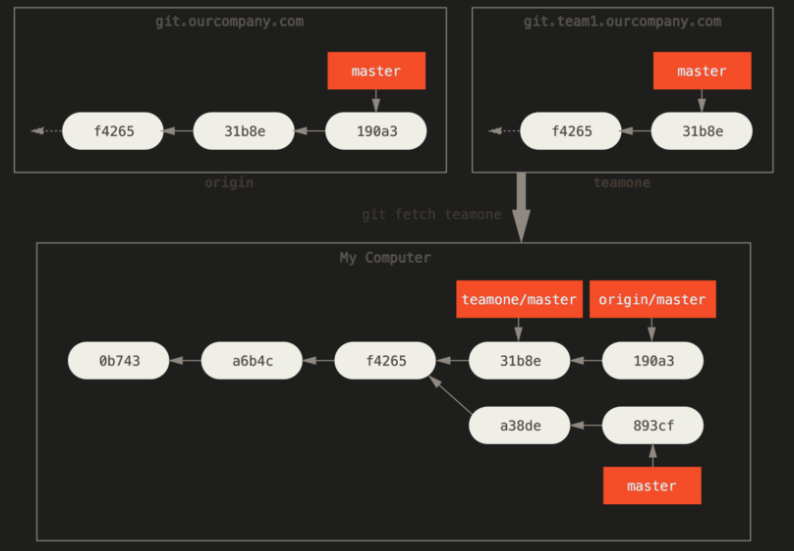 git.ourcompany.com
master
f4265
31b8e
190a3
origin
git.team1.ourcompany.com
master
f4265
31b8e
teamone
git fetch teamone
My Computer
teamone/master
origin/master
0b743
a6b4c
f4265
31b8e
190a3
a38de
893cf
master